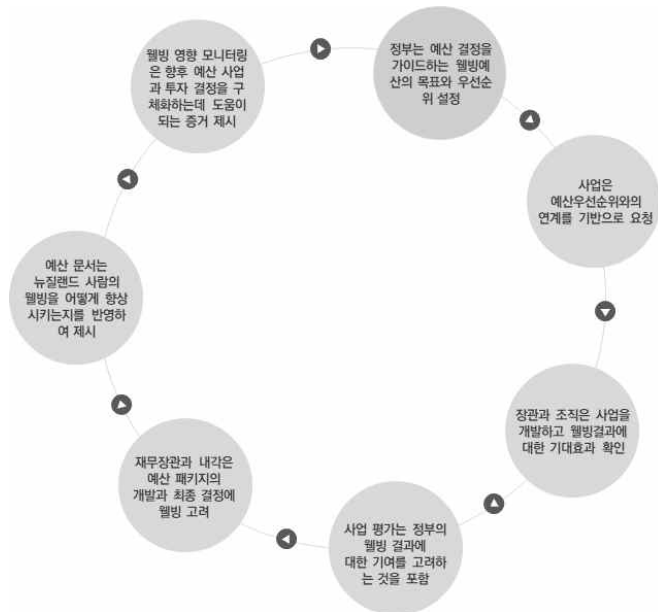 웰빙 영향 모니터링
은 향후 예산 사업
과 투자 결정을 구
체화하는데 도움이
되는 증거 제시
정부는 예산 결정을
가이드하는 웰빙예
산의 목표와 우선순
위 설정
사업은
예산우선순위와의
연계를 기반으로 요청
장관과 조직은 사업을
개발하고 웰빙결과에
대한 기대효과 확인
사업 평가는 정부의
웰빙 결과에
대한 기여를 고려하
는 것을 포함
재무장관과 내각은
예산 패키지의
개발과 최종 결정에
웰빙 고려
예산 문서는
뉴질랜드 사람의
웰빙을 어떻게 향상
시키는지를 반영하
여 제시